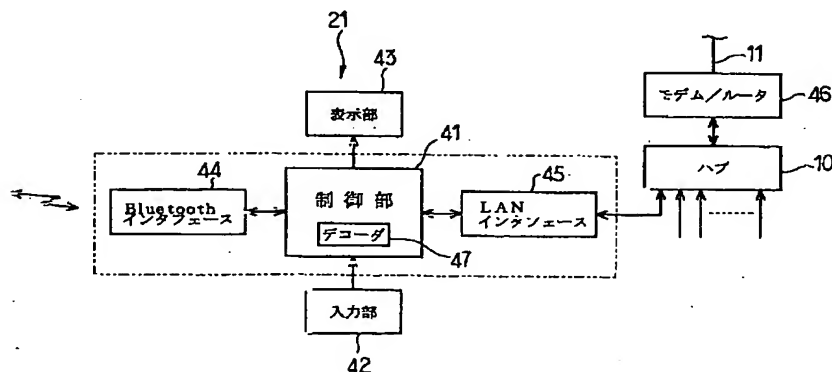 21
43
表示部
11
モデム/ルータ
46
41
44
Bluetooth
インタフェース
制御部
デコーダ
47
45
LAN
インタフェース
ハブ
10
入力部
42